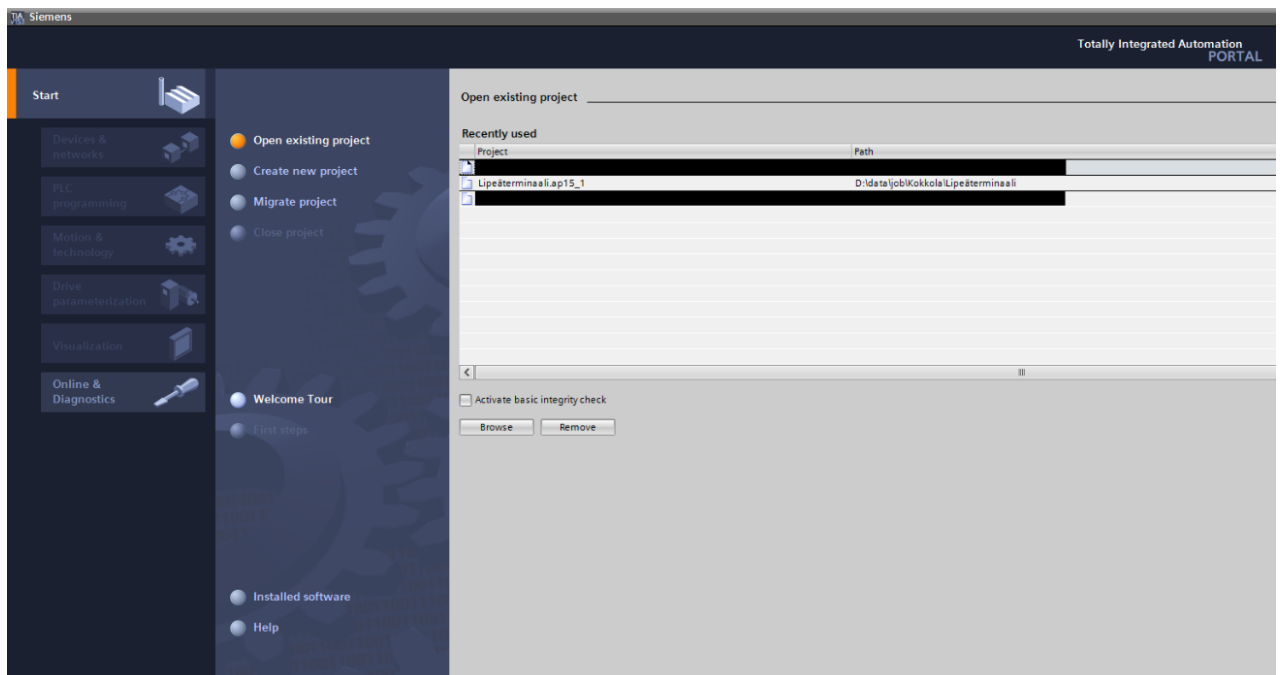 TIA Siemens
Totally Integrated Automation
PORTAL
Start
Devices &
networks
PLC
programming
Motion &
technology
Drive
parameterization
Visualization
Online &
Diagnostics
Open existing project
Create new project
Migrate project
Close project
Welcome Tour
First steps
Installed software
Help
Open existing project
Recently used
Project Path
Lipeäterminaali.ap15_1 D:\data\job\Kokkola\Lipeäterminaali
Activate basic integrity check
Browse Remove